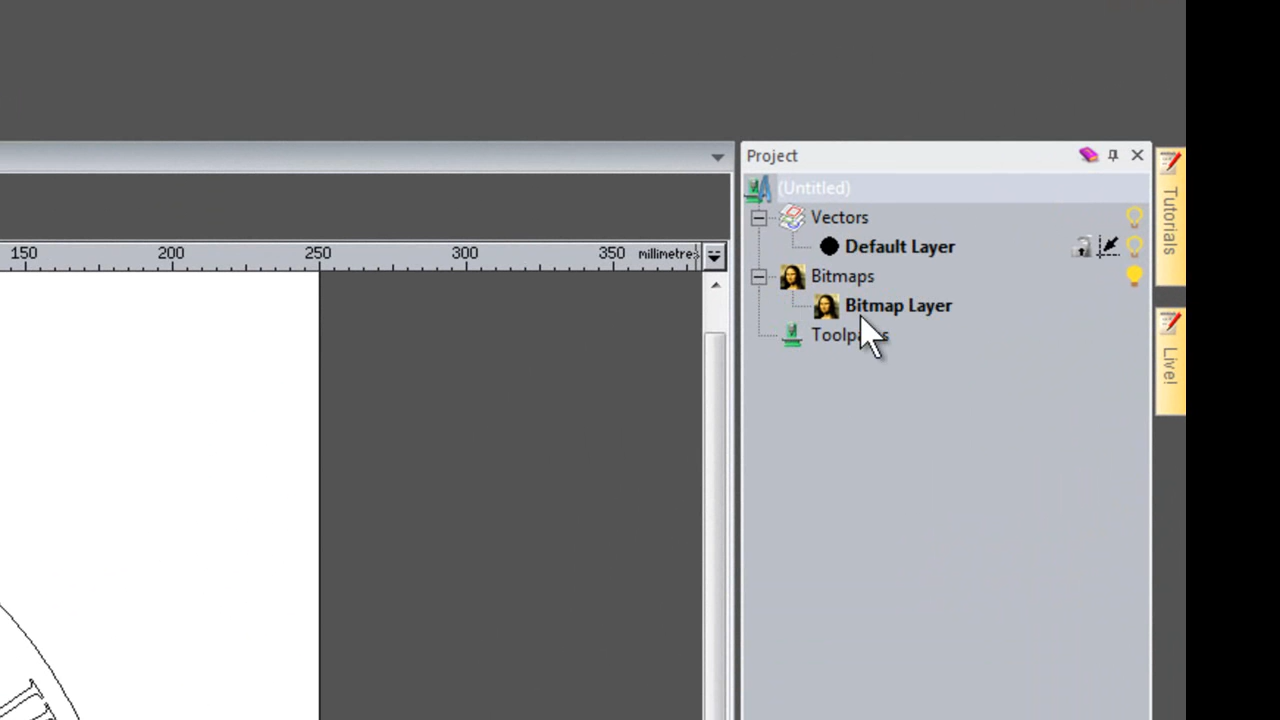 Project
(Untitled)
Vectors
Default Layer
Bitmaps
Bitmap Layer
150 200 250 300 350 millimetres
Tutorials
Live!